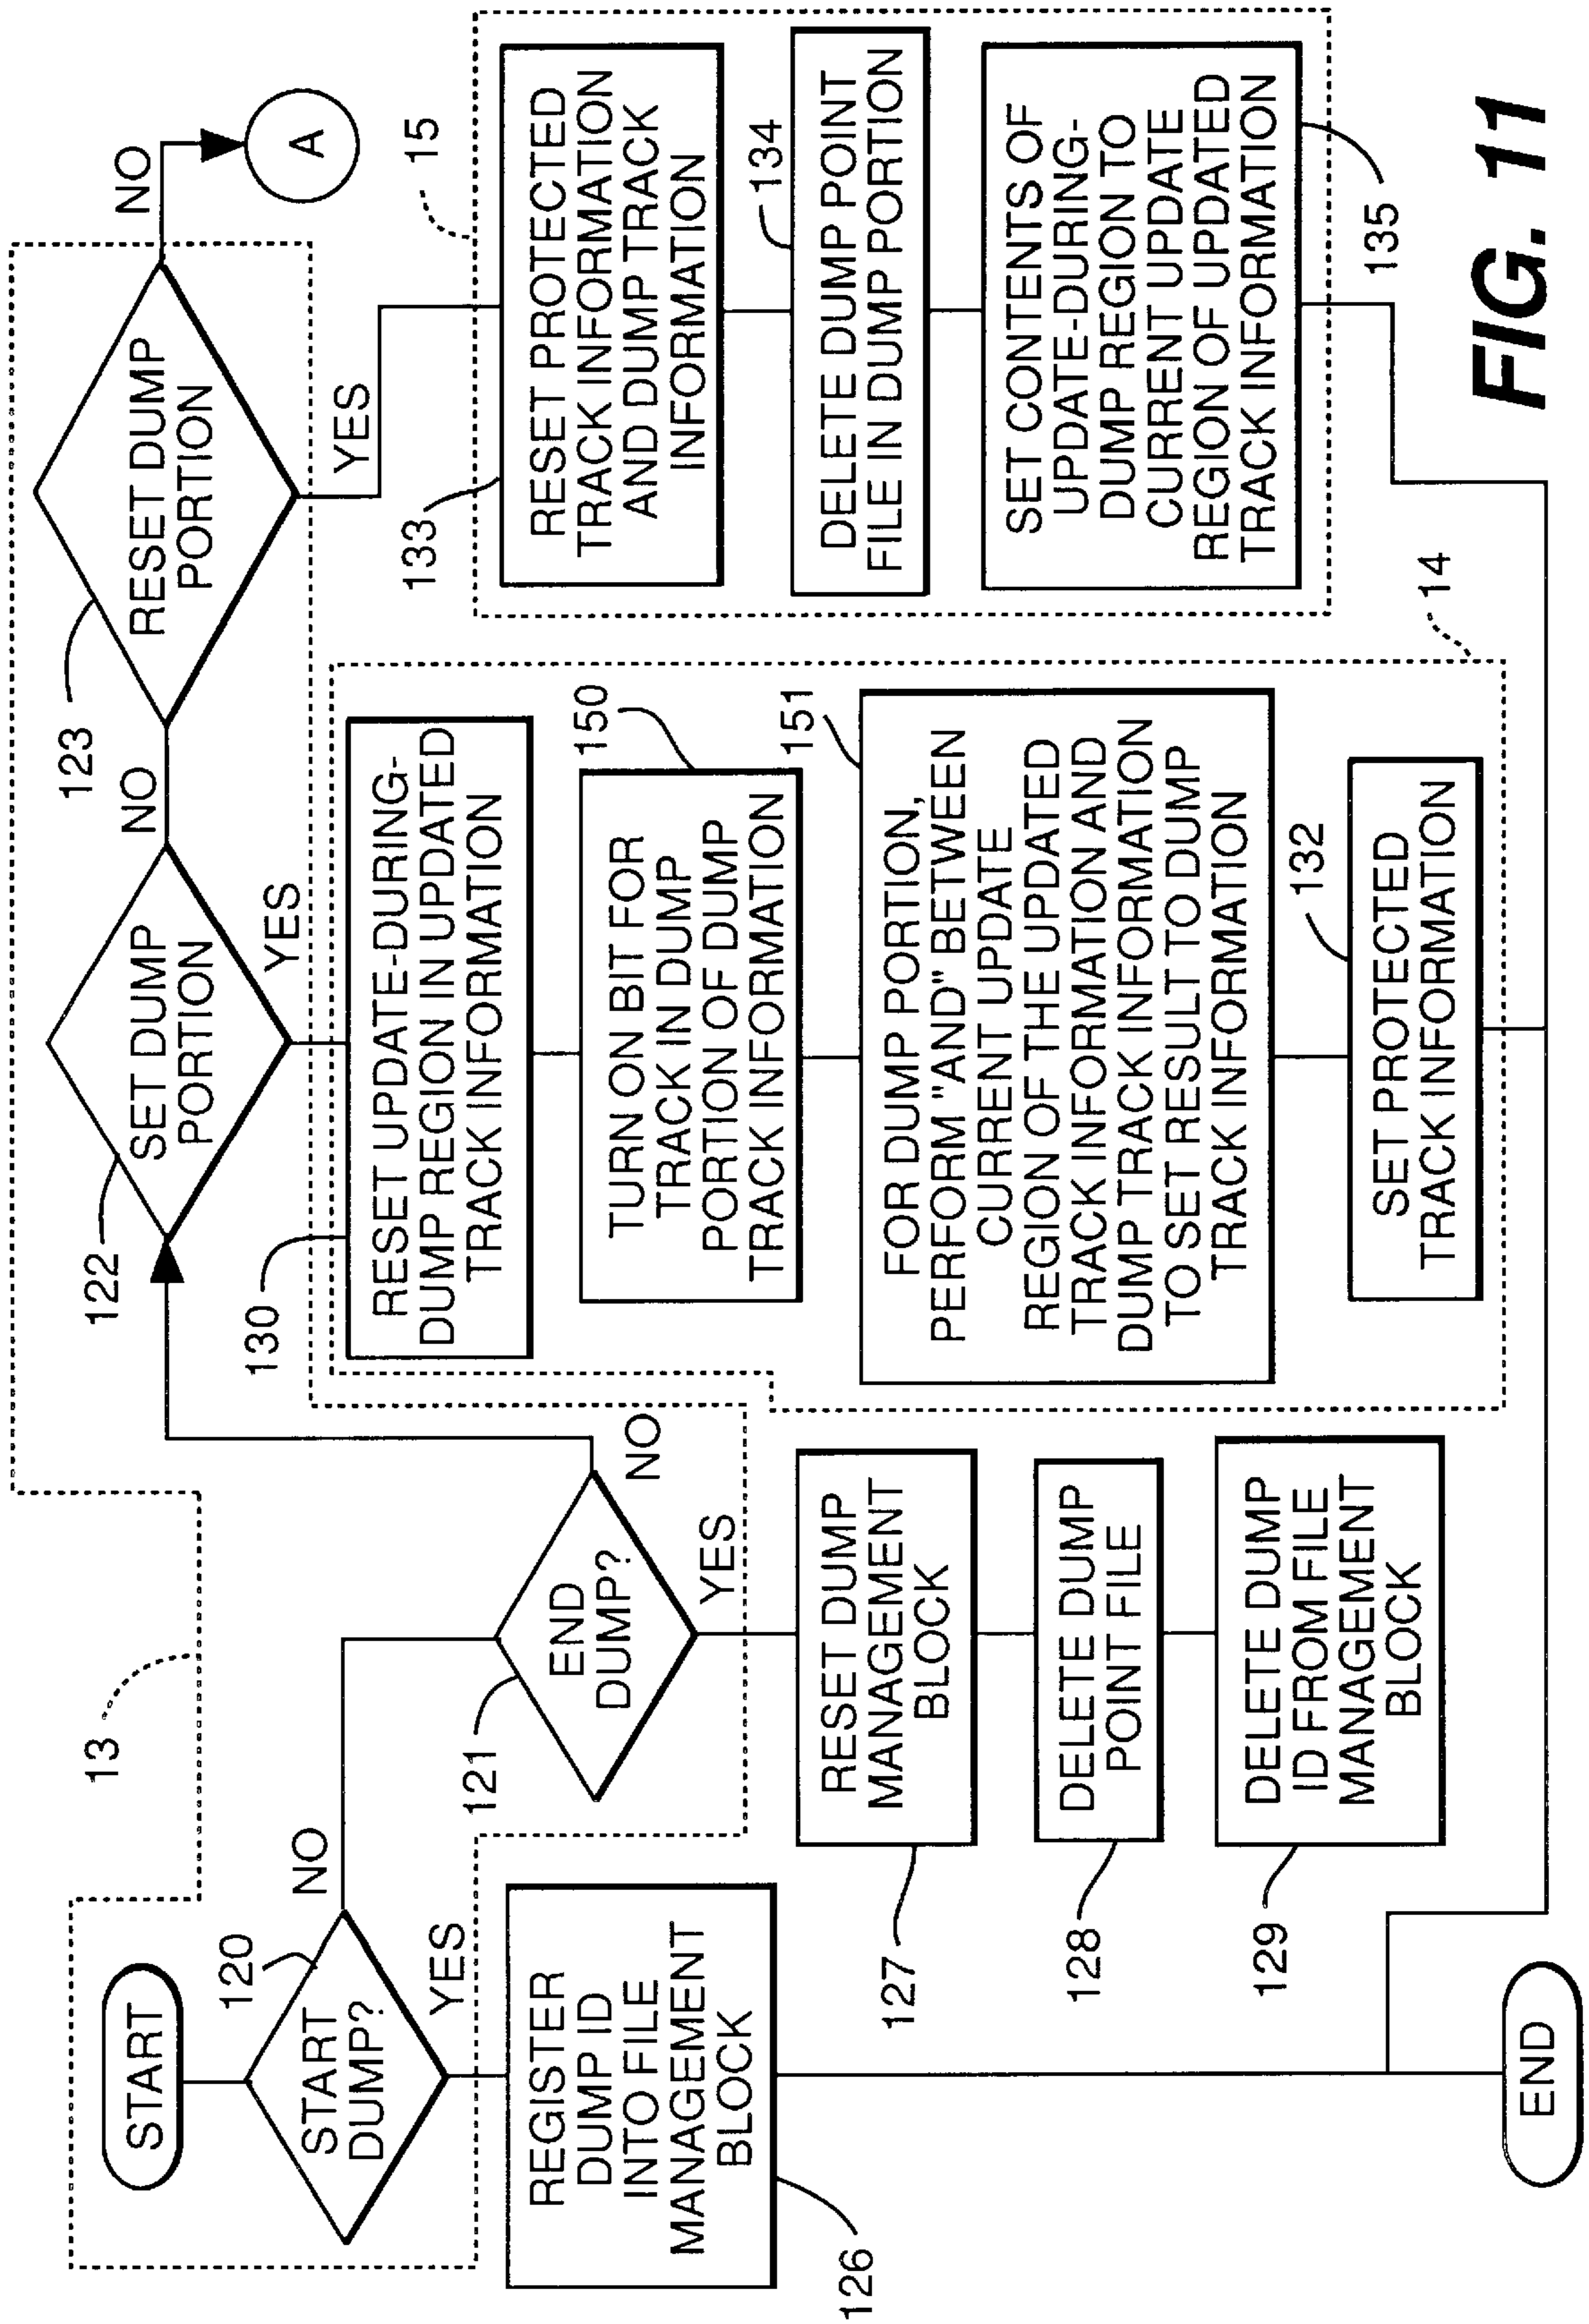 13
START
120
START
DUMP?
NO
YES
REGISTER
DUMP ID
INTO FILE
MANAGEMENT
BLOCK
126
121
END
DUMP?
NO
YES
RESET DUMP
MANAGEMENT
BLOCK
127
DELETE DUMP
POINT FILE
128
DELETE DUMP
ID FROM FILE
MANAGEMENT
BLOCK
129
END
122
SET DUMP
PORTION
NO
YES
130
RESET UPDATE-DURING-
DUMP REGION IN UPDATED
TRACK INFORMATION
TURN ON BIT FOR
TRACK IN DUMP
PORTION OF DUMP
TRACK INFORMATION
150
FOR DUMP PORTION,
PERFORM "AND" BETWEEN
CURRENT UPDATE
REGION OF THE UPDATED
TRACK INFORMATION AND
DUMP TRACK INFORMATION
TO SET RESULT TO DUMP
TRACK INFORMATION
151
SET PROTECTED
TRACK INFORMATION
132
14
123
RESET DUMP
PORTION
NO
A
YES
15
133
RESET PROTECTED
TRACK INFORMATION
AND DUMP TRACK
INFORMATION
134
DELETE DUMP POINT
FILE IN DUMP PORTION
SET CONTENTS OF
UPDATE-DURING-
DUMP REGION TO
CURRENT UPDATE
REGION OF UPDATED
TRACK INFORMATION
135
FIG. 11